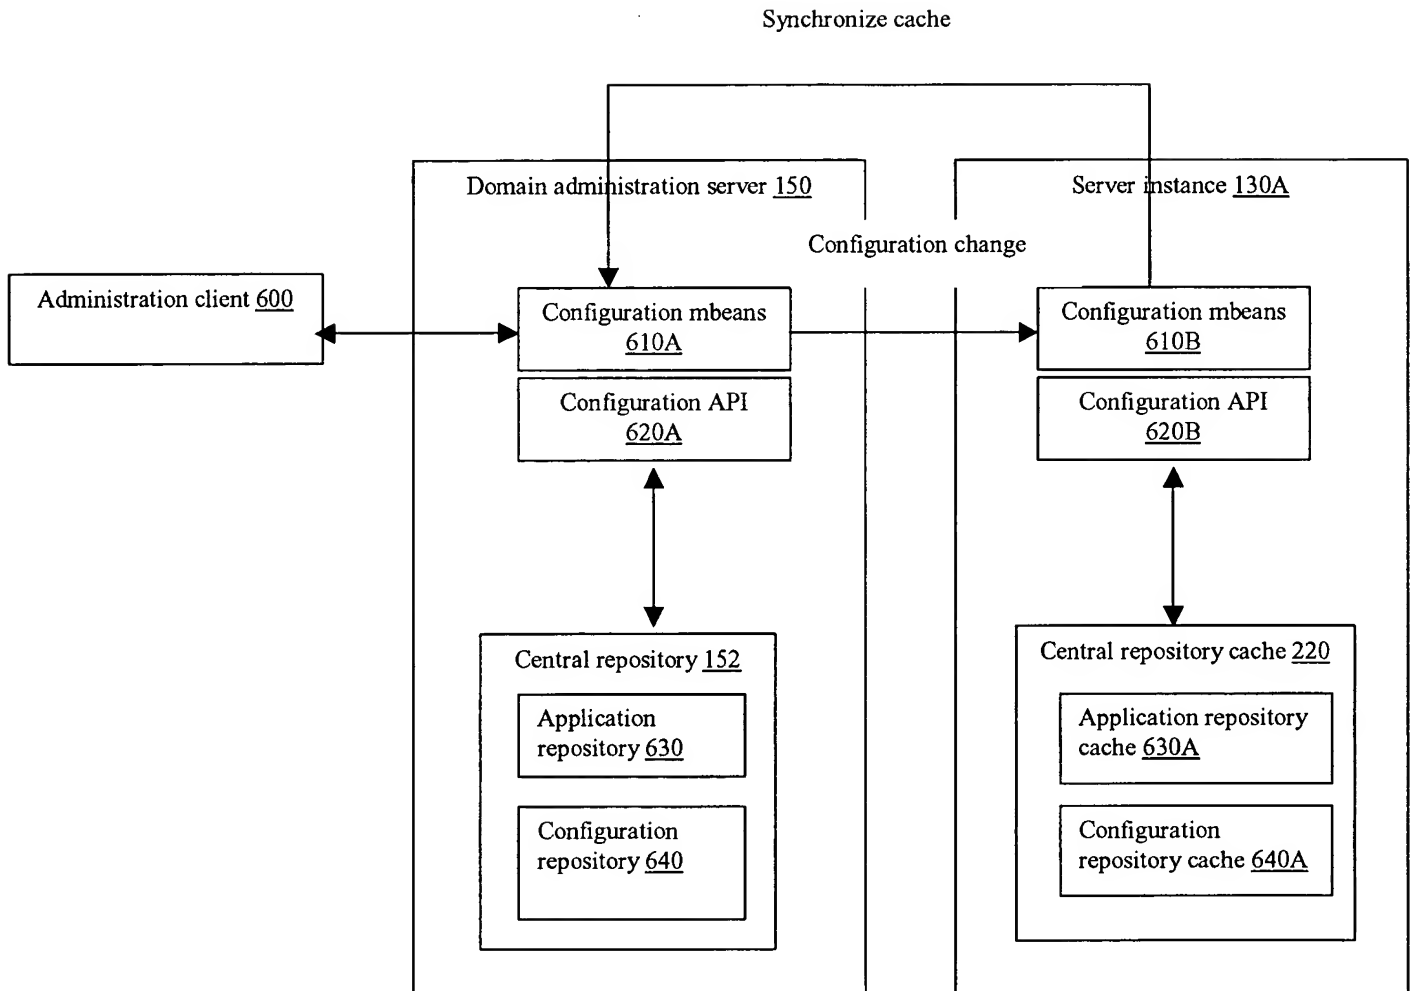 Synchronize cache
Domain administration server 150
Server instance 130A
Configuration change
Administration client 600
Configuration mbeans
610A
Configuration mbeans
610B
Configuration API
620A
Configuration API
620B
Central repository 152
Application
repository 630
Configuration
repository 640
Central repository cache 220
Application repository
cache 630A
Configuration
repository cache 640A